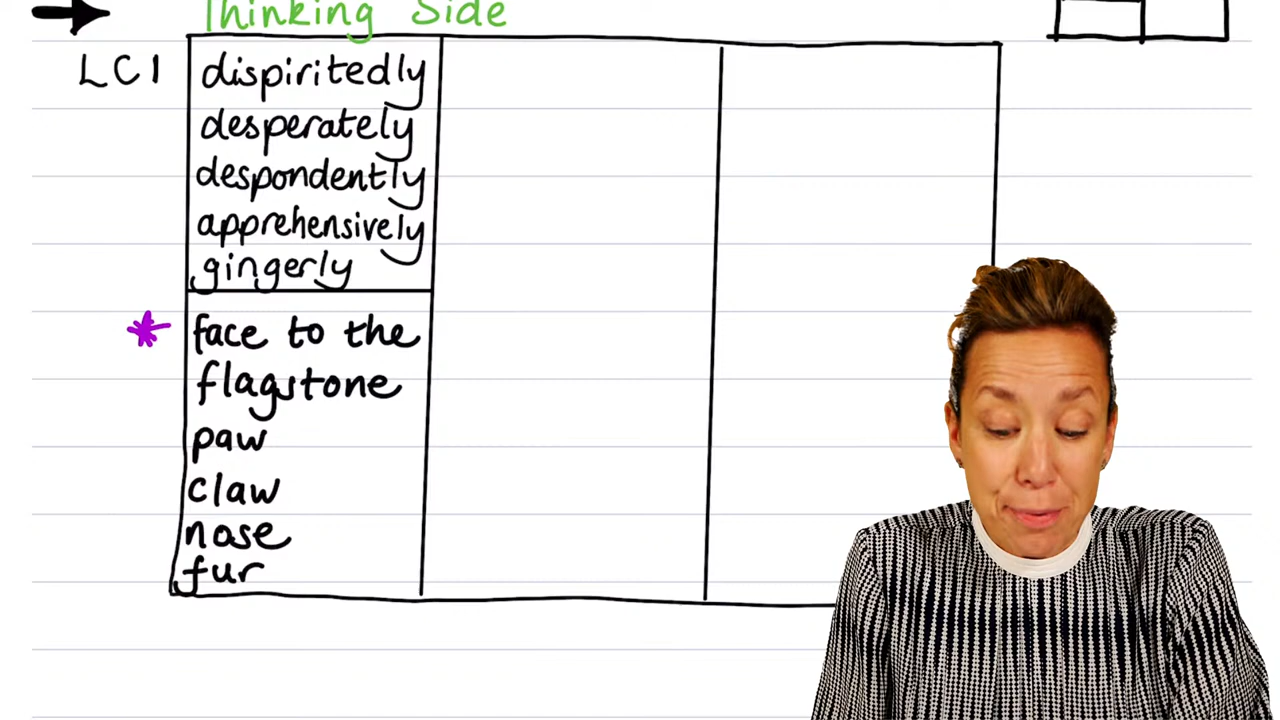 Thinking Side
LC1
dispiritedly
desperately
despondently
apprehensively
gingerly
* face to the
flagstone
paw
claw
nose
fur